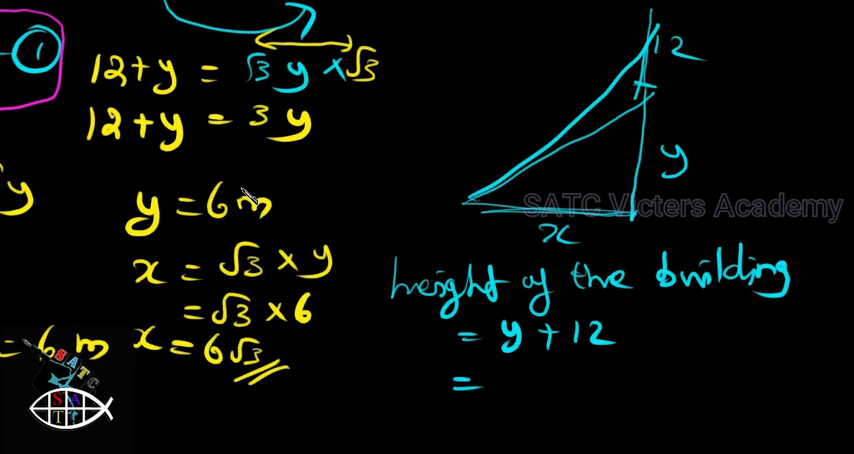 1
12+y = √3 y × √3
12+y = 3y
y
y = 6m
x = √3 × y
= √3 × 6
= 6m
x = 6√3
12
y
x
SATC Victers Academy
height of the building
= y + 12
=
SATC
SA
T